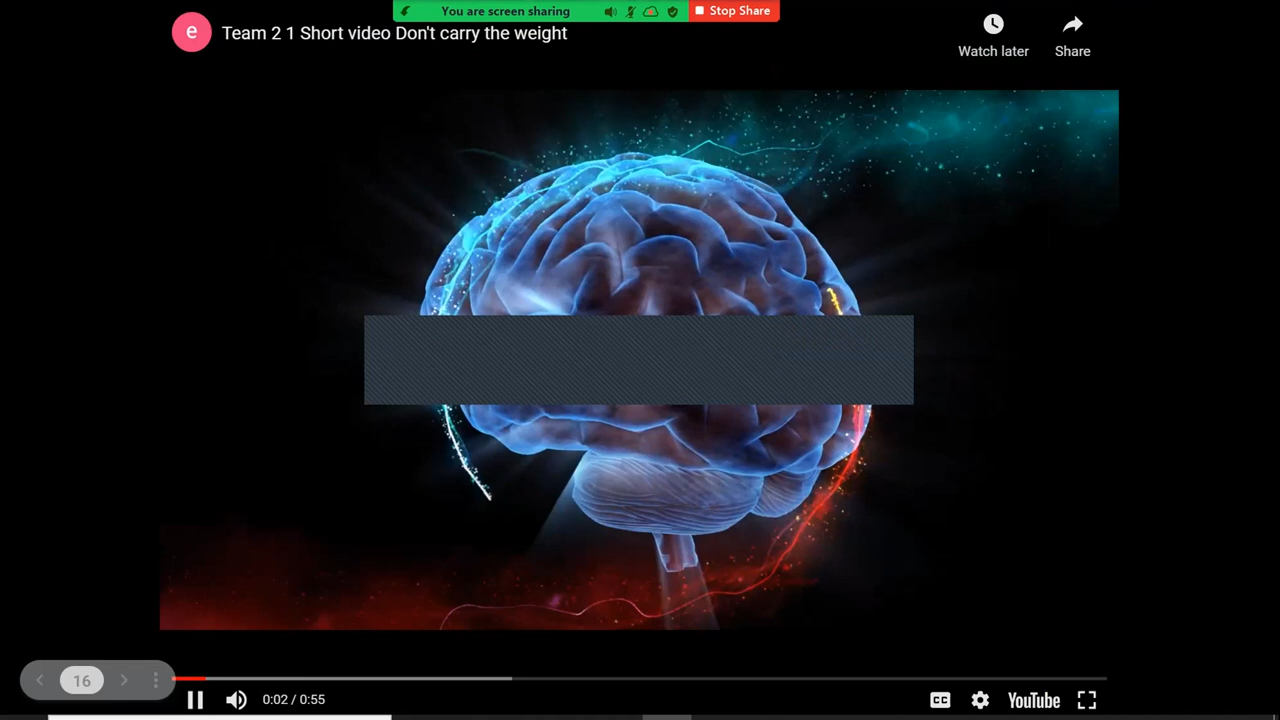 You are screen sharing
Stop Share
e
Team 2 1 Short video Don't carry the weight
Watch later
Share
16
0:02 / 0:55
CC
YouTube